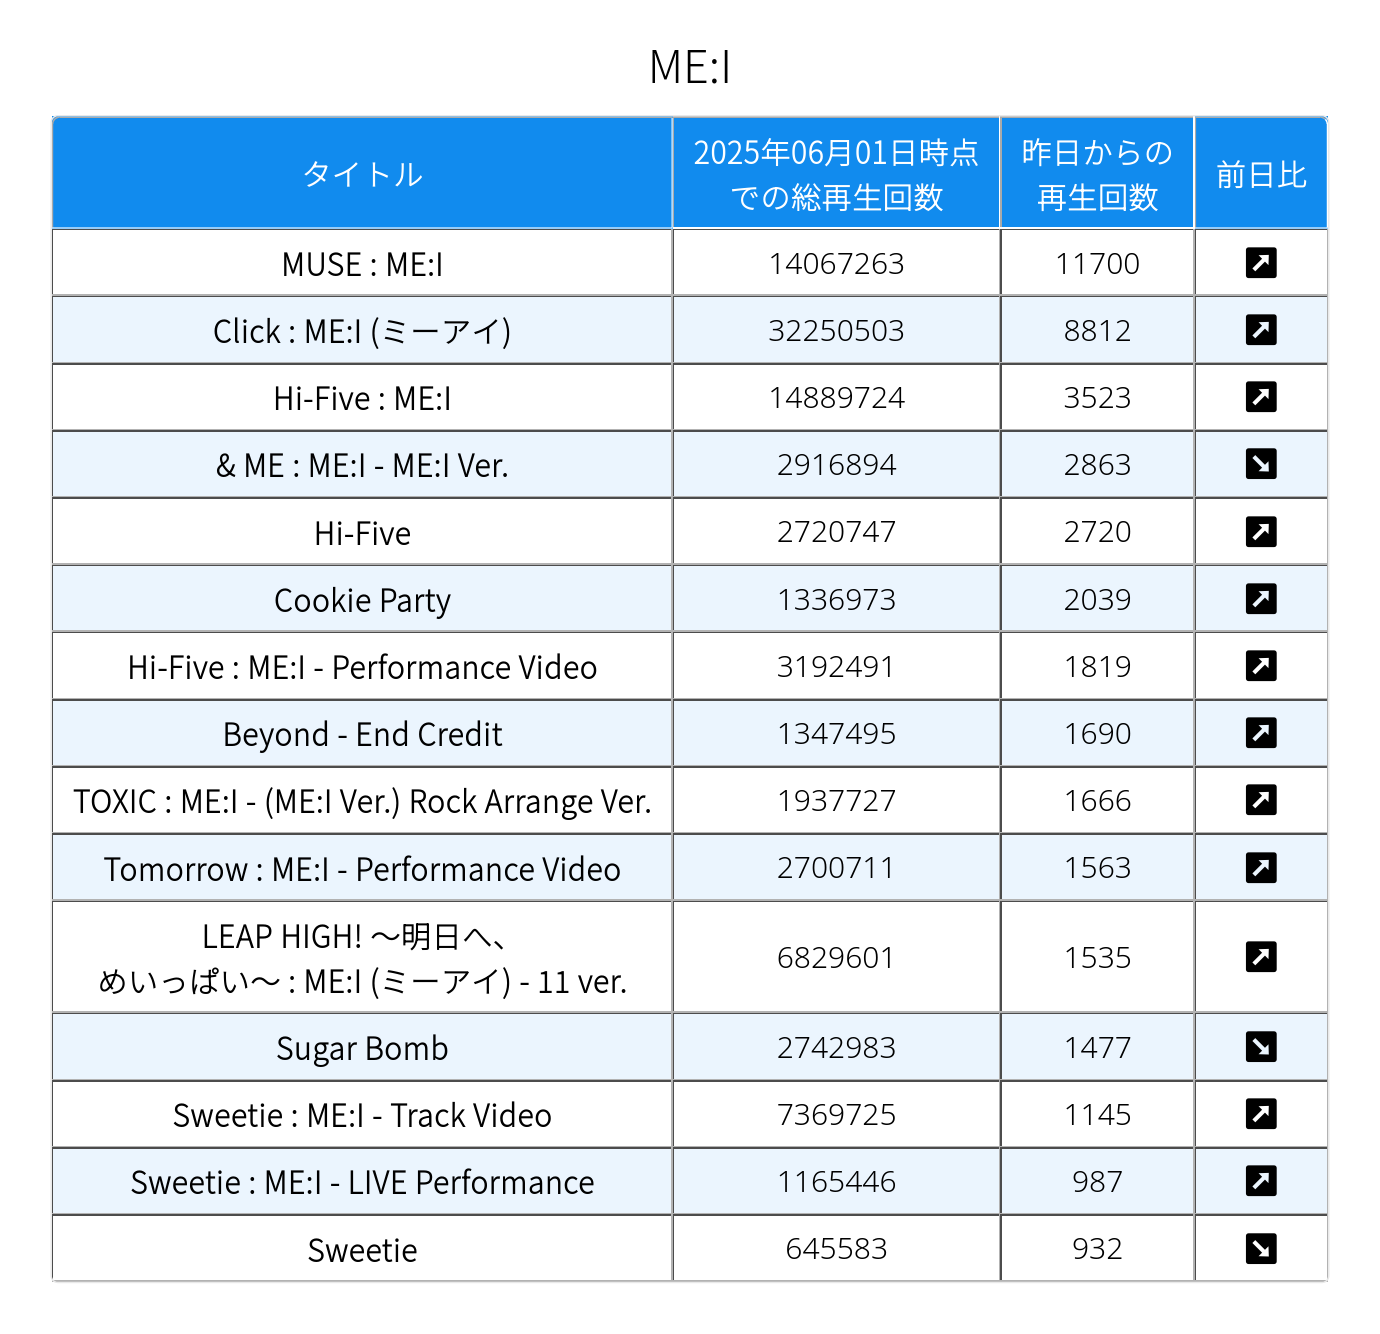 ME:I
タイトル
2025年06月01日時点
での総再生回数
昨日からの
再生回数
前日比
MUSE : ME:I 14067263 11700 ↗
Click : ME:I (ミーアイ) 32250503 8812 ↗
Hi-Five : ME:I 14889724 3523 ↗
& ME : ME:I - ME:I Ver. 2916894 2863 ↘
Hi-Five 2720747 2720 ↗
Cookie Party 1336973 2039 ↗
Hi-Five : ME:I - Performance Video 3192491 1819 ↗
Beyond - End Credit 1347495 1690 ↗
TOXIC : ME:I - (ME:I Ver.) Rock Arrange Ver. 1937727 1666 ↗
Tomorrow : ME:I - Performance Video 2700711 1563 ↗
LEAP HIGH! ～明日へ、
めいっぱい～ : ME:I (ミーアイ) - 11 ver. 6829601 1535 ↗
Sugar Bomb 2742983 1477 ↘
Sweetie : ME:I - Track Video 7369725 1145 ↗
Sweetie : ME:I - LIVE Performance 1165446 987 ↗
Sweetie 645583 932 ↘